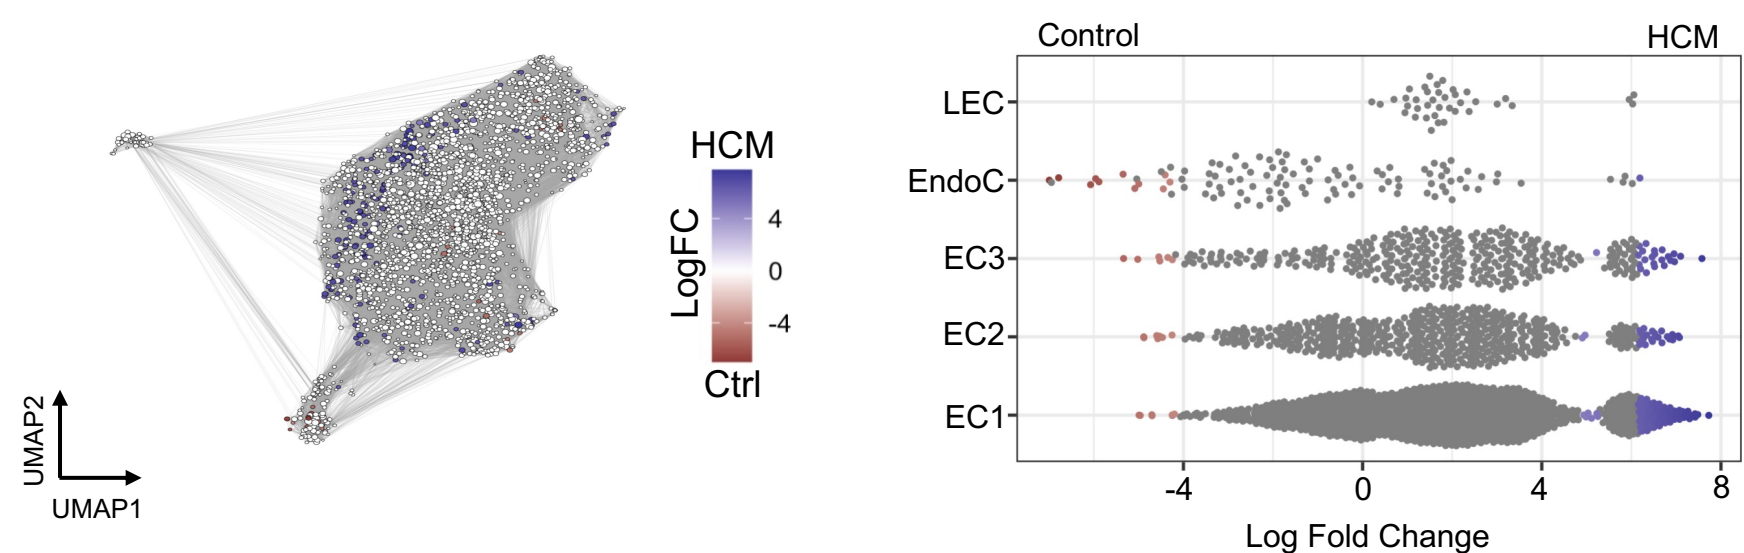 HCM
LogFC
4
0
-4
Ctrl
UMAP2
UMAP1
Control
HCM
LEC
EndoC
EC3
EC2
EC1
-4
0
4
8
Log Fold Change